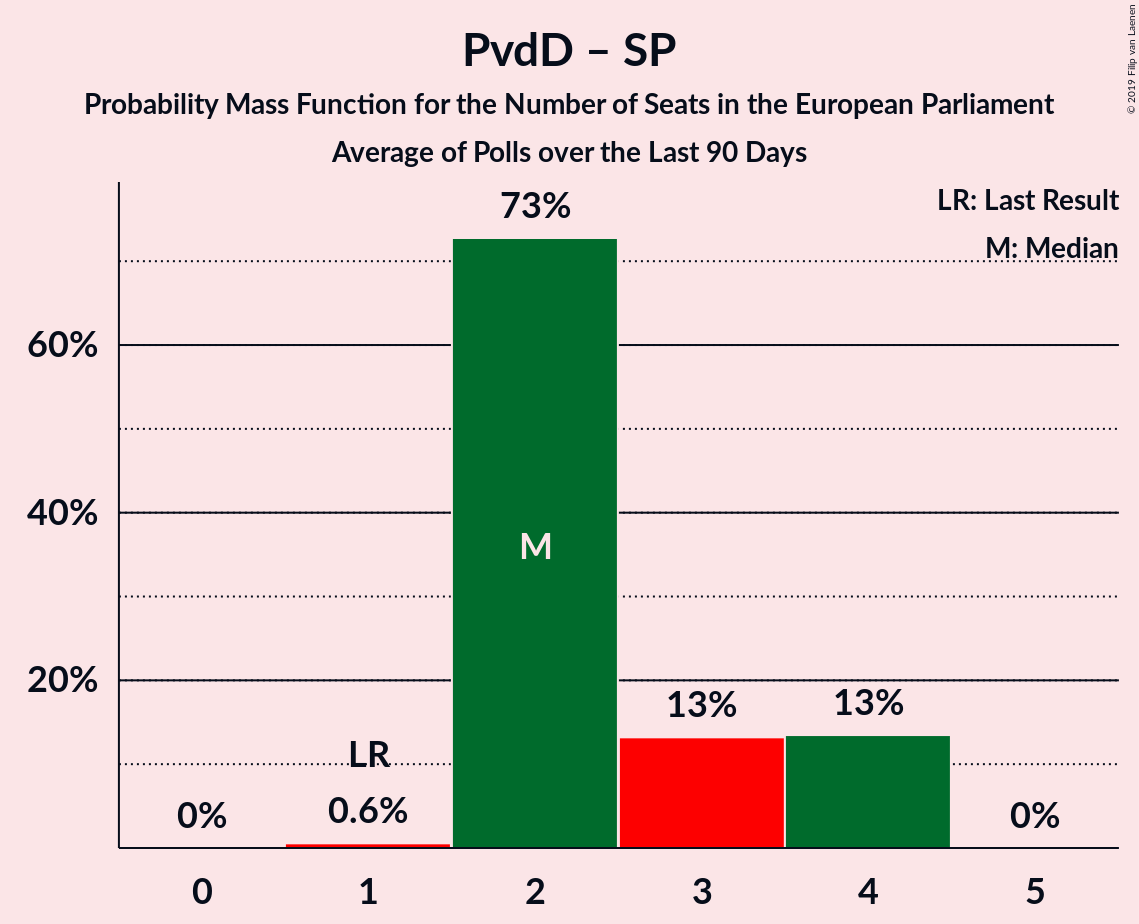 PvdD – SP
Probability Mass Function for the Number of Seats in the European Parliament
Average of Polls over the Last 90 Days
© 2019 Filip van Laenen
LR: Last Result
M: Median
73%
60%
40%
M
20%
13%
13%
LR
0%
0.6%
0%
0 1 2 3 4 5